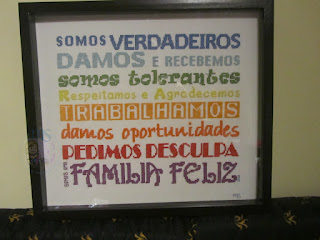 SOMOS VERDADEIROS
DAMOS E RECEBEMOS
somos tolerantes
Respeitamos e Agradecemos
TRABALHAMOS
damos oportunidades
PEDIMOS DESCULPA
FAMILIA FELIZ